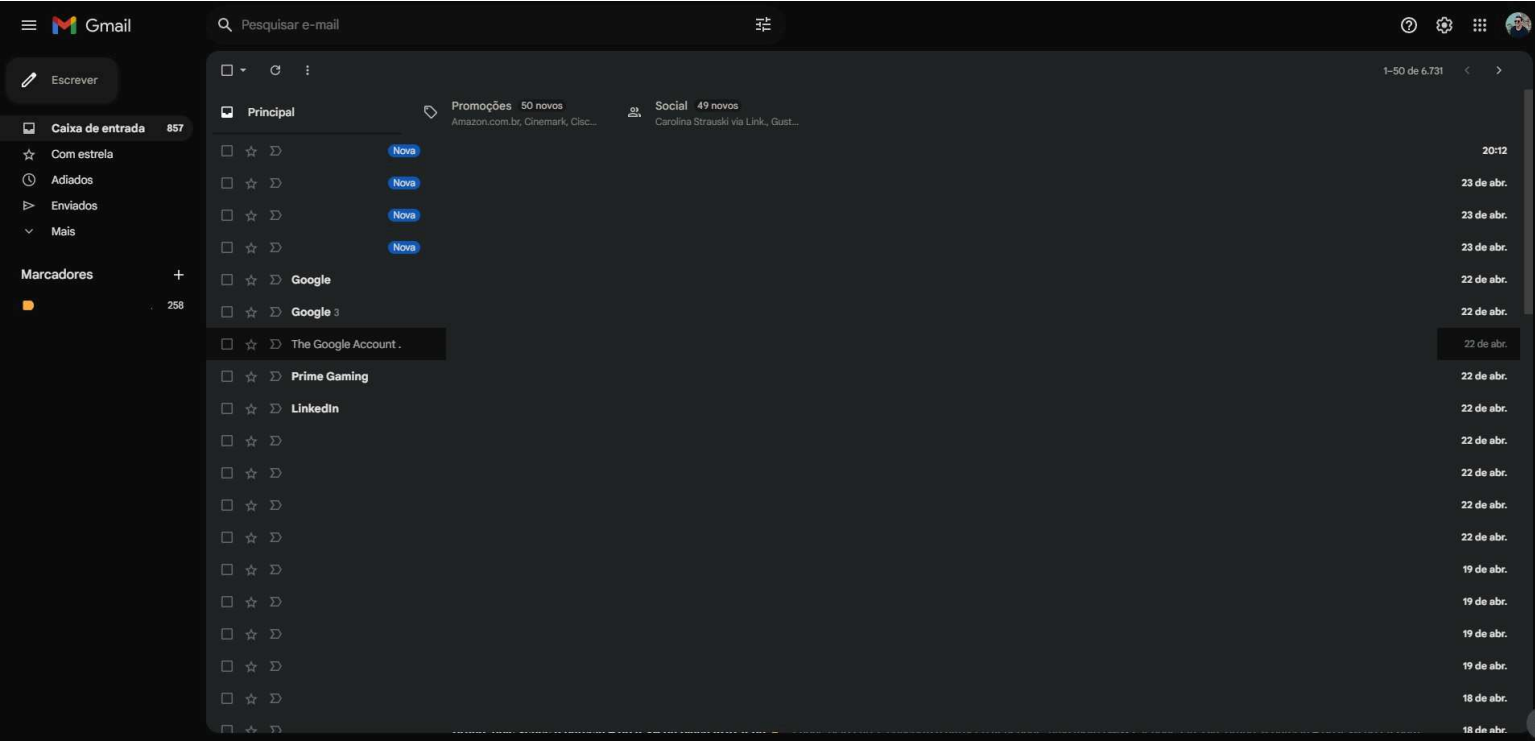 Gmail
Pesquisar e-mail
Escrever
1–50 de 6.731
Principal
Promoções 50 novos
Amazon.com.br, Cinemark, Cisc...
Social 49 novos
Carolina Strauski via Link., Gust...
Caixa de entrada 857
Com estrela
Adiados
Enviados
Mais
Marcadores
258
Nova 20:12
Nova 23 de abr.
Nova 23 de abr.
Nova 23 de abr.
Google 22 de abr.
Google 3 22 de abr.
The Google Account . 22 de abr.
Prime Gaming 22 de abr.
LinkedIn 22 de abr.
22 de abr.
22 de abr.
22 de abr.
22 de abr.
19 de abr.
19 de abr.
19 de abr.
19 de abr.
18 de abr.
18 de abr.